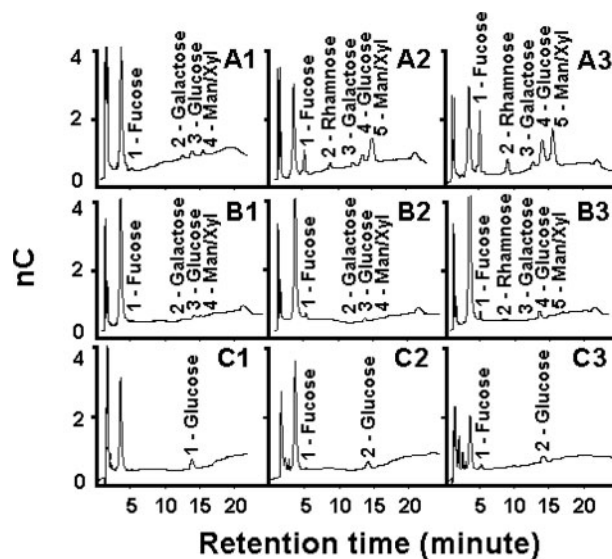 nC
4
2
0
A1
1 - Fucose
2 - Galactose
3 - Glucose
4 - Man/Xyl
A2
1 - Fucose
2 - Rhamnose
3 - Galactose
4 - Glucose
5 - Man/Xyl
A3
1 - Fucose
2 - Rhamnose
3 - Galactose
4 - Glucose
5 - Man/Xyl
4
2
0
B1
1 - Fucose
2 - Galactose
3 - Glucose
4 - Man/Xyl
B2
1 - Fucose
2 - Galactose
3 - Glucose
4 - Man/Xyl
B3
1 - Fucose
2 - Rhamnose
3 - Galactose
4 - Glucose
5 - Man/Xyl
4
2
0
C1
1 - Glucose
C2
1 - Fucose
2 - Glucose
C3
1 - Fucose
2 - Glucose
5 10 15 20 5 10 15 20 5 10 15 20
Retention time (minute)